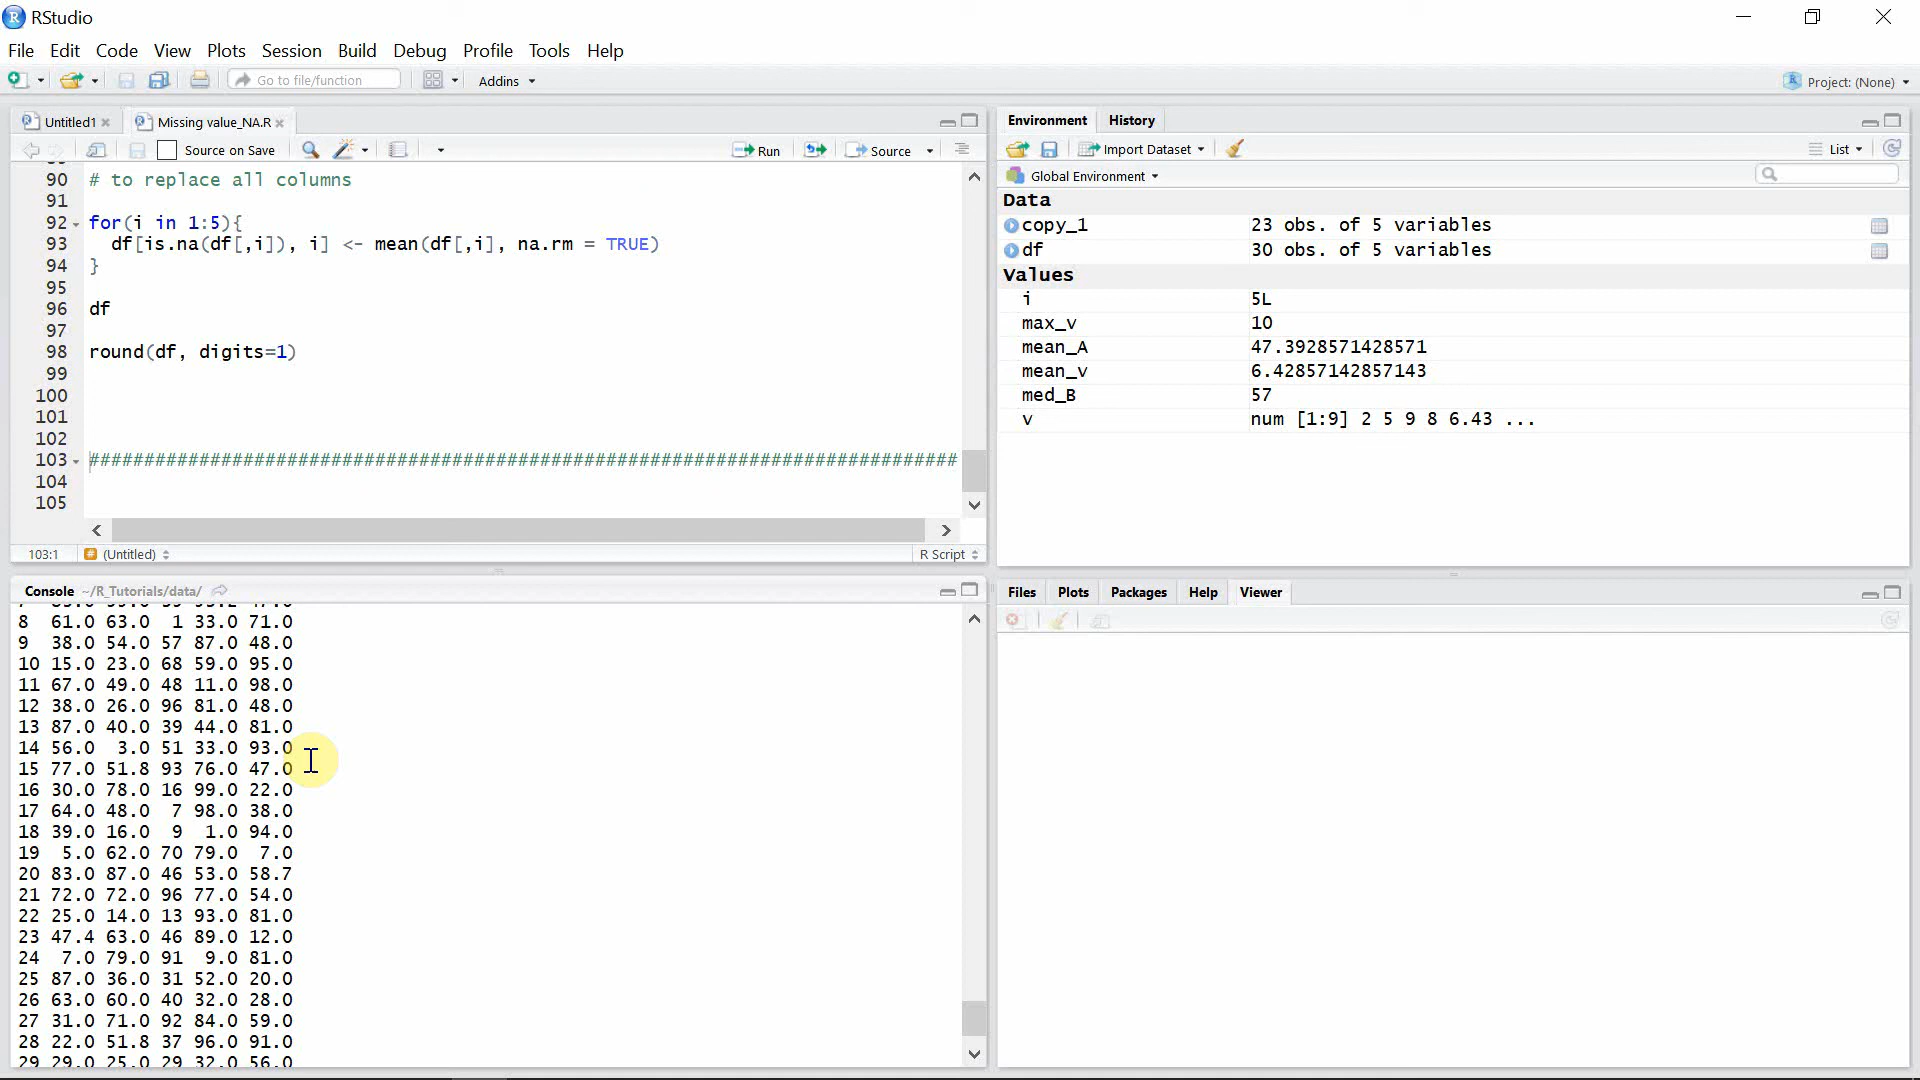 RStudio
File Edit Code View Plots Session Build Debug Profile Tools Help
Go to file/function Addins Project: (None)
Untitled1 Missing value_NA.R
Source on Save Run Source
90 # to replace all columns
91
92 for(i in 1:5){
93 df[is.na(df[,i]), i] <- mean(df[,i], na.rm = TRUE)
94 }
95
96 df
97
98 round(df, digits=1)
99
100
101
102
103 ###############################################################################
104
105
103:1 (Untitled) R Script
Console ~/R_Tutorials/data/
8 61.0 63.0 1 33.0 71.0
9 38.0 54.0 57 87.0 48.0
10 15.0 23.0 68 59.0 95.0
11 67.0 49.0 48 11.0 98.0
12 38.0 26.0 96 81.0 48.0
13 87.0 40.0 39 44.0 81.0
14 56.0 3.0 51 33.0 93.0
15 77.0 51.8 93 76.0 47.0
16 30.0 78.0 16 99.0 22.0
17 64.0 48.0 7 98.0 38.0
18 39.0 16.0 9 1.0 94.0
19 5.0 62.0 70 79.0 7.0
20 83.0 87.0 46 53.0 58.7
21 72.0 72.0 96 77.0 54.0
22 25.0 14.0 13 93.0 81.0
23 47.4 63.0 46 89.0 12.0
24 7.0 79.0 91 9.0 81.0
25 87.0 36.0 31 52.0 20.0
26 63.0 60.0 40 32.0 28.0
27 31.0 71.0 92 84.0 59.0
28 22.0 51.8 37 96.0 91.0
29 29.0 25.0 29 32.0 56.0
Environment History
Import Dataset List
Global Environment
Data
copy_1 23 obs. of 5 variables
df 30 obs. of 5 variables
Values
i 5L
max_v 10
mean_A 47.3928571428571
mean_v 6.42857142857143
med_B 57
v num [1:9] 2 5 9 8 6.43 ...
Files Plots Packages Help Viewer